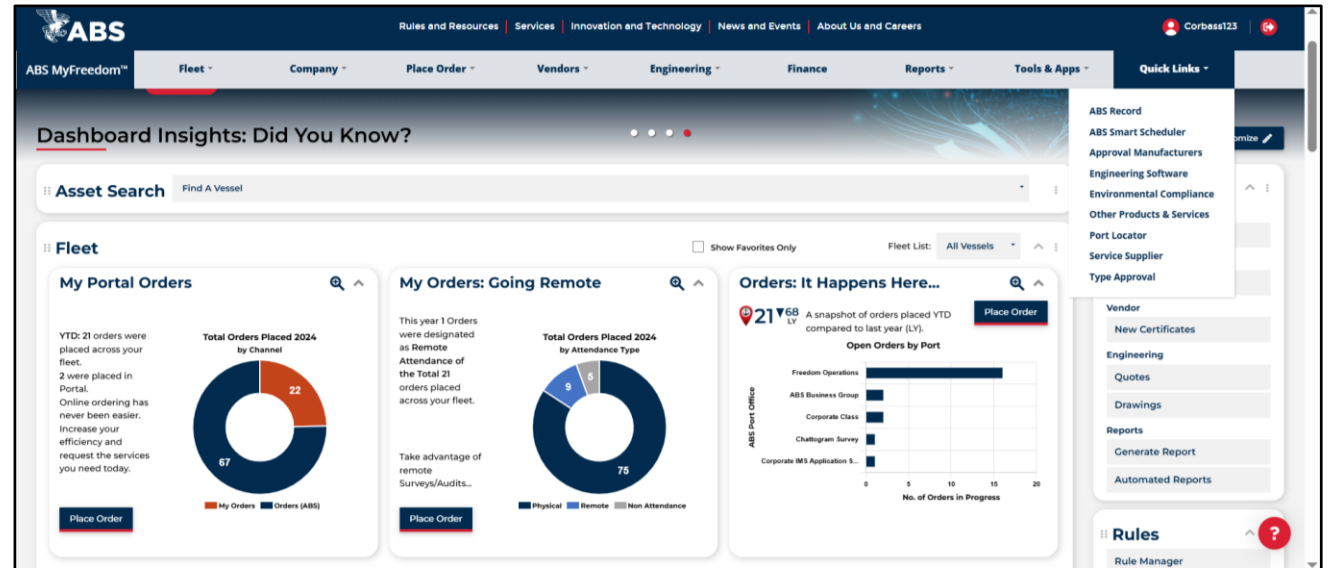 ABS
Rules and Resources
Services
Innovation and Technology
News and Events
About Us and Careers
Corbass123
ABS MyFreedom™
Fleet
Company
Place Order
Vendors
Engineering
Finance
Reports
Tools & Apps
Quick Links
ABS Record
ABS Smart Scheduler
Approval Manufacturers
Engineering Software
Environmental Compliance
Other Products & Services
Port Locator
Service Supplier
Type Approval
Dashboard Insights: Did You Know?
Asset Search
Find A Vessel
Fleet
Show Favorites Only
Fleet List:
All Vessels
My Portal Orders
YTD: 21 orders were
placed across your
fleet.
2 were placed in
Portal.
Online ordering has
never been easier.
Increase your
efficiency and
request the services
you need today.
Place Order
Total Orders Placed 2024
by Channel
22
67
My Orders
Orders (ABS)
My Orders: Going Remote
This year 1 Orders
were designated
as Remote
Attendance of
the Total 21
orders placed
across your fleet.
Take advantage of
remote
Surveys/Audits...
Place Order
Total Orders Placed 2024
by Attendance Type
9
5
75
Physical
Remote
Non Attendance
Orders: It Happens Here...
21
▼68
LY
A snapshot of orders placed YTD
compared to last year (LY).
Place Order
Open Orders by Port
ABS Port Office
Freedom Operations
ABS Business Group
Corporate Class
Chattogram Survey
Corporate IMS Application S...
0 5 10 15 20
No. of Orders in Progress
Vendor
New Certificates
Engineering
Quotes
Drawings
Reports
Generate Report
Automated Reports
Rules
?
Rule Manager